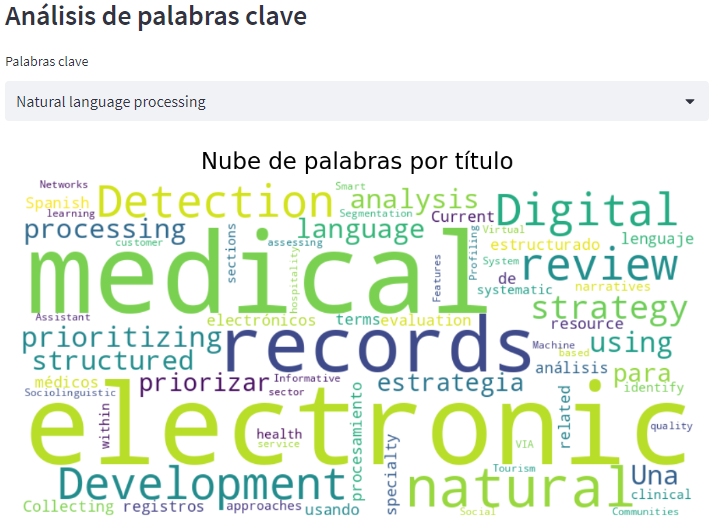 Análisis de palabras clave
Palabras clave
Natural language processing
Nube de palabras por título
Networks
Smart
Spanish
Detection
analysis
Digital
learning
Segmentation
Current
processing
language
Virtual
customer
assessing
sections
estructurado
lenguaje
medical
hospitality
Features
Profiling
System
de
review
systematic
narratives
strategy
Assistant
electrónicos
terms
evaluation
resource
prioritizing
records
Machine
based
using
structured
análisis
médicos
priorizar
Informative
estrategia
para
Sociolinguistic
sector
identify
electronic
within
health
service
procesamiento
related
quality
VIA
specialty
Development
natural
Tourism
Una
clinical
Collecting
registros
approaches
usando
Social
Communities